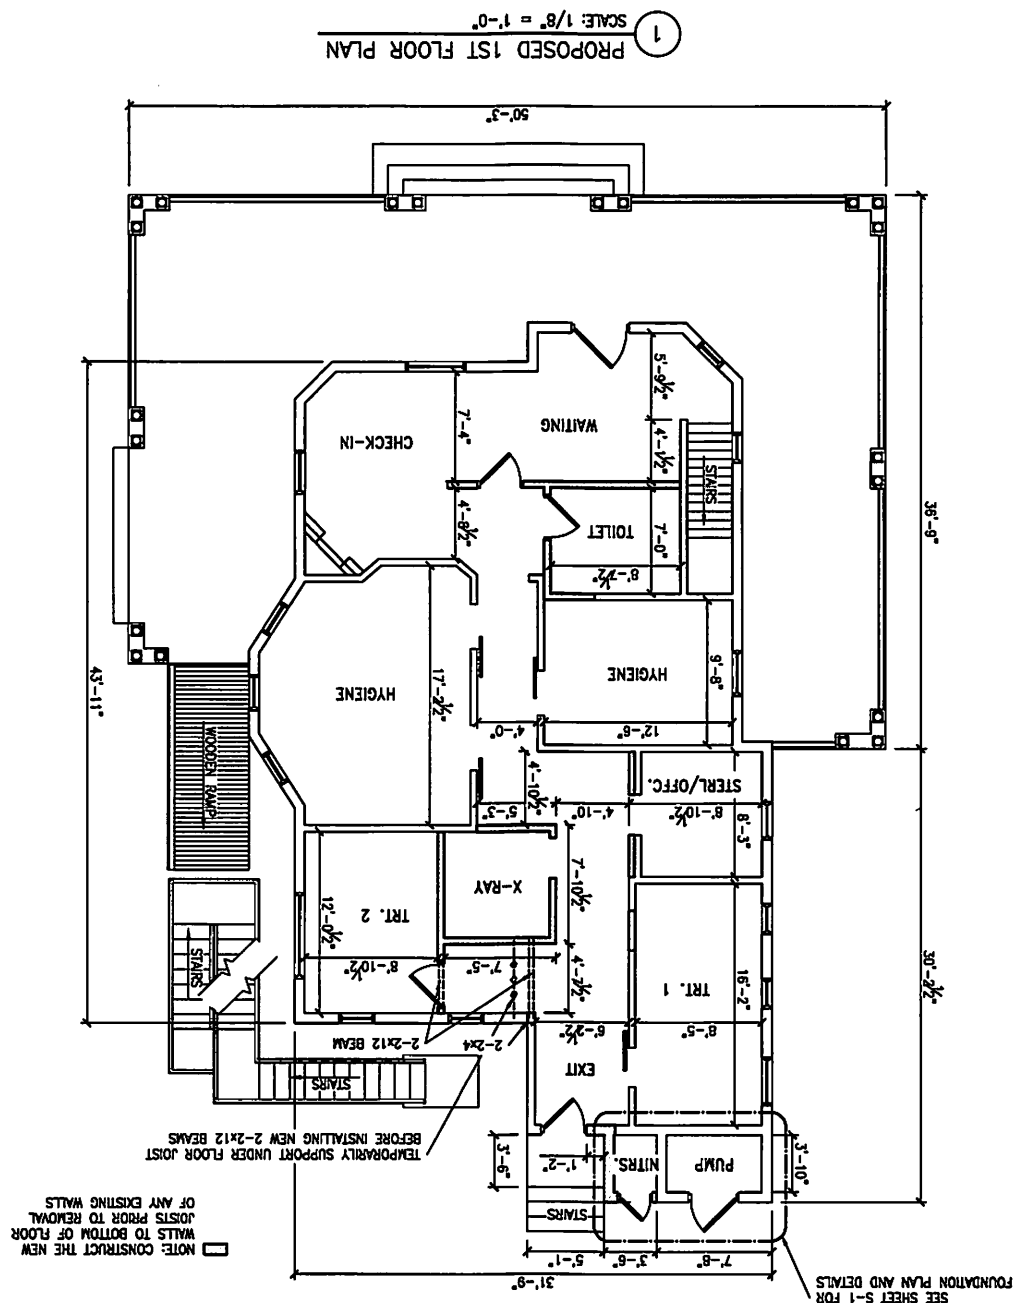 SEE SHEET S-1 FOR
FOUNDATION PLAN AND DETAILS
31'-9"
7'-8"
3'-6"
5'-1"
NOTE: CONSTRUCT THE NEW
WALLS TO BOTTOM OF FLOOR
JOISTS PRIOR TO REMOVAL
OF ANY EXISTING WALLS
STAIRS
3'-10"
PUMP
NITRS.
1'-2"
3'-6"
TEMPORARILY SUPPORT UNDER FLOOR JOIST
BEFORE INSTALLING NEW 2-2x12 BEAMS
EXIT
STAIRS
2-2x4
2-2x12 BEAM
8'-5"
6'-2½"
30'-2½"
TRT. 1
16'-2"
4'-7½"
7'-5"
8'-10½"
STAIRS
TRT. 2
12'-0½"
X-RAY
7'-10½"
8'-3"
8'-10½"
4'-10"
5'-3"
STERL/OFFC.
4'-10½"
WOODEN RAMP
12'-6"
4'-0"
HYGIENE
9'-8"
HYGIENE
17'-2½"
43'-11"
8'-7½"
TOILET
7'-0"
36'-9"
4'-8½"
STAIRS
4'-1½"
WAITING
7'-4"
CHECK-IN
5'-9½"
50'-3"
1
PROPOSED 1ST FLOOR PLAN
SCALE: 1/8" = 1'-0"